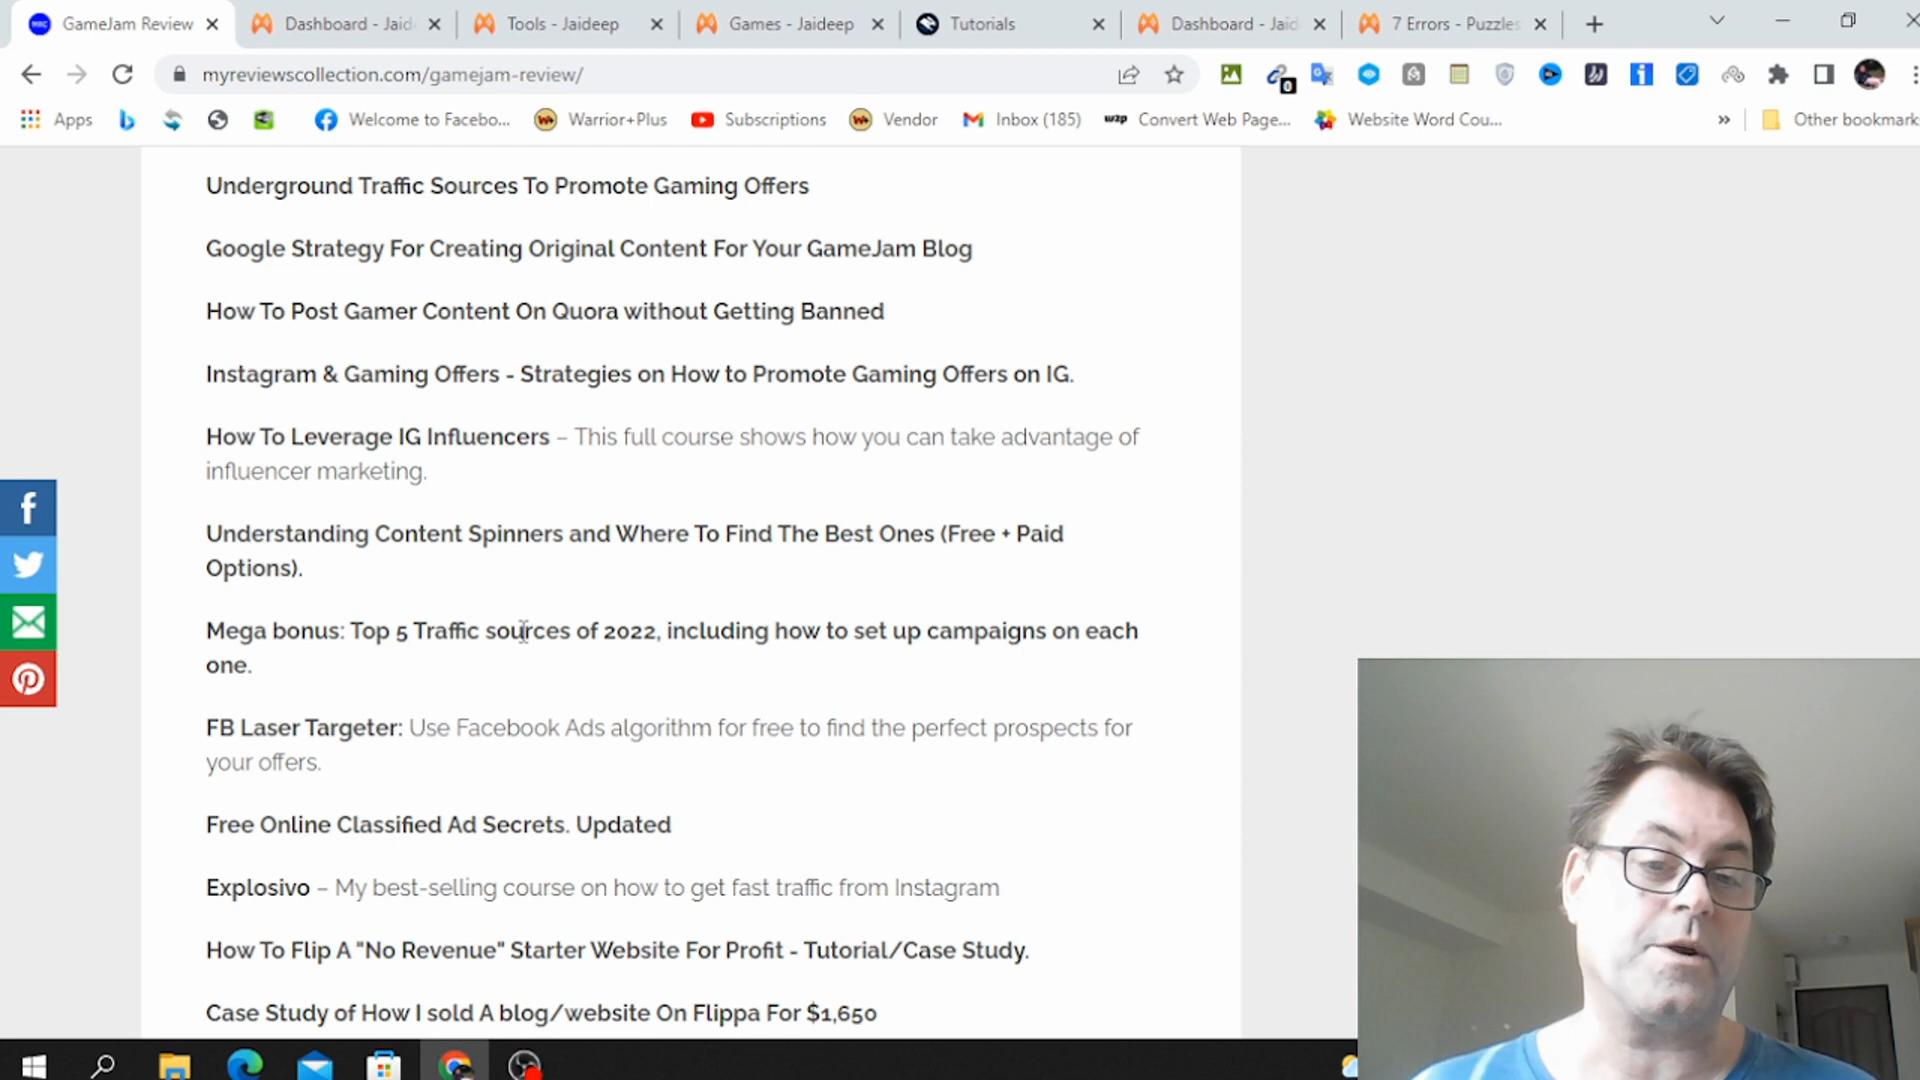 GameJam Review
Dashboard - Jaid
Tools - Jaideep
Games - Jaideep
Tutorials
Dashboard - Jaid
7 Errors - Puzzles
myreviewscollection.com/gamejam-review/
0
Apps
Welcome to Facebo...
Warrior+Plus
Subscriptions
Vendor
Inbox (185)
w2p
Convert Web Page...
Website Word Cou...
»
Other bookmark
Underground Traffic Sources To Promote Gaming Offers
Google Strategy For Creating Original Content For Your GameJam Blog
How To Post Gamer Content On Quora without Getting Banned
Instagram & Gaming Offers - Strategies on How to Promote Gaming Offers on IG.
How To Leverage IG Influencers – This full course shows how you can take advantage of
influencer marketing.
Understanding Content Spinners and Where To Find The Best Ones (Free + Paid
Options).
Mega bonus: Top 5 Traffic sources of 2022, including how to set up campaigns on each
one.
FB Laser Targeter: Use Facebook Ads algorithm for free to find the perfect prospects for
your offers.
Free Online Classified Ad Secrets. Updated
Explosivo – My best-selling course on how to get fast traffic from Instagram
How To Flip A "No Revenue" Starter Website For Profit - Tutorial/Case Study.
Case Study of How I sold A blog/website On Flippa For $1,650